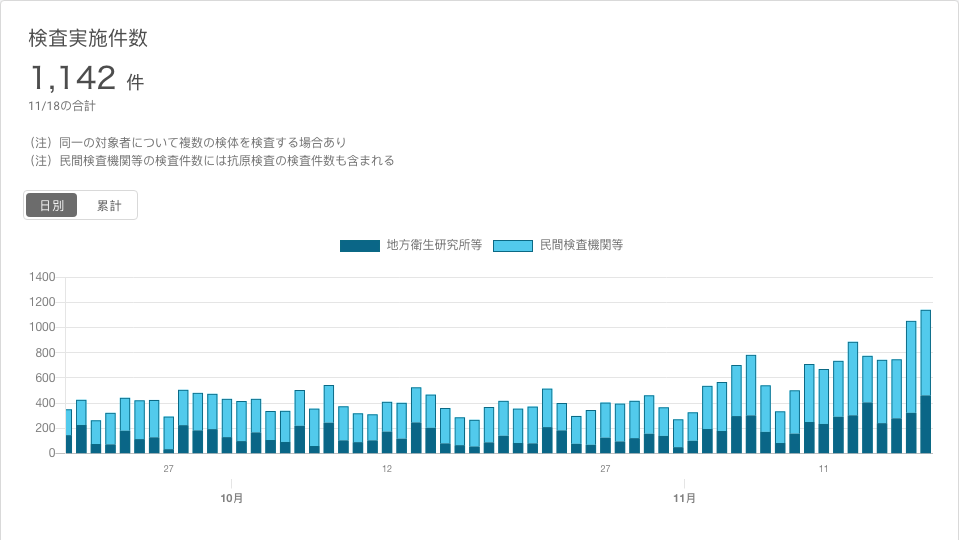 検査実施件数
1,142 件
11/18の合計
（注）同一の対象者について複数の検体を検査する場合あり
（注）民間検査機関等の検査件数には抗原検査の検査件数も含まれる
日別 累計
地方衛生研究所等 民間検査機関等
1400
1200
1000
800
600
400
200
0
27 12 27 11
10月 11月